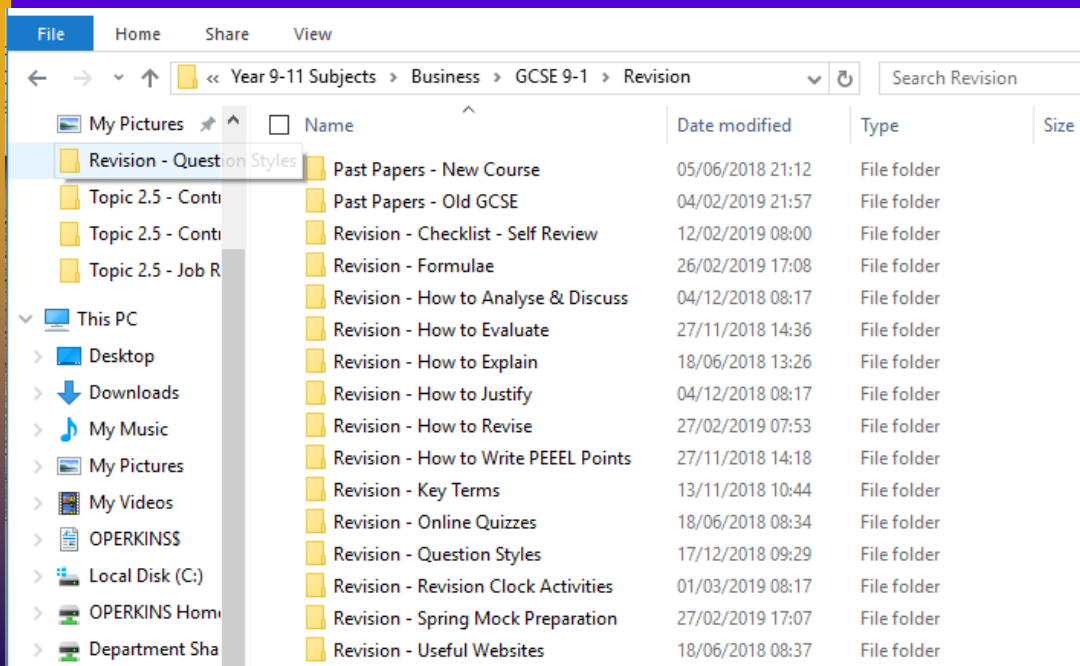 File Home Share View
« Year 9-11 Subjects > Business > GCSE 9-1 > Revision
Search Revision
My Pictures
Revision - Question Styles
Topic 2.5 - Contr
Topic 2.5 - Contr
Topic 2.5 - Job R
This PC
Desktop
Downloads
My Music
My Pictures
My Videos
OPERKINS$
Local Disk (C:)
OPERKINS Hom
Department Sha
Name Date modified Type Size
Past Papers - New Course 05/06/2018 21:12 File folder
Past Papers - Old GCSE 04/02/2019 21:57 File folder
Revision - Checklist - Self Review 12/02/2019 08:00 File folder
Revision - Formulae 26/02/2019 17:08 File folder
Revision - How to Analyse & Discuss 04/12/2018 08:17 File folder
Revision - How to Evaluate 27/11/2018 14:36 File folder
Revision - How to Explain 18/06/2018 13:26 File folder
Revision - How to Justify 04/12/2018 08:17 File folder
Revision - How to Revise 27/02/2019 07:53 File folder
Revision - How to Write PEEEL Points 27/11/2018 14:18 File folder
Revision - Key Terms 13/11/2018 10:44 File folder
Revision - Online Quizzes 18/06/2018 08:34 File folder
Revision - Question Styles 17/12/2018 09:29 File folder
Revision - Revision Clock Activities 01/03/2019 08:17 File folder
Revision - Spring Mock Preparation 27/02/2019 17:07 File folder
Revision - Useful Websites 18/06/2018 08:37 File folder